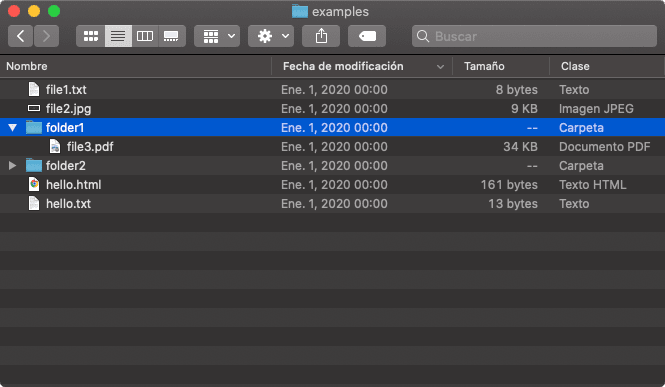 examples
Buscar
Nombre Fecha de modificación Tamaño Clase
file1.txt Ene. 1, 2020 00:00 8 bytes Texto
file2.jpg Ene. 1, 2020 00:00 9 KB Imagen JPEG
folder1 Ene. 1, 2020 00:00 -- Carpeta
file3.pdf Ene. 1, 2020 00:00 34 KB Documento PDF
folder2 Ene. 1, 2020 00:00 -- Carpeta
hello.html Ene. 1, 2020 00:00 161 bytes Texto HTML
hello.txt Ene. 1, 2020 00:00 13 bytes Texto